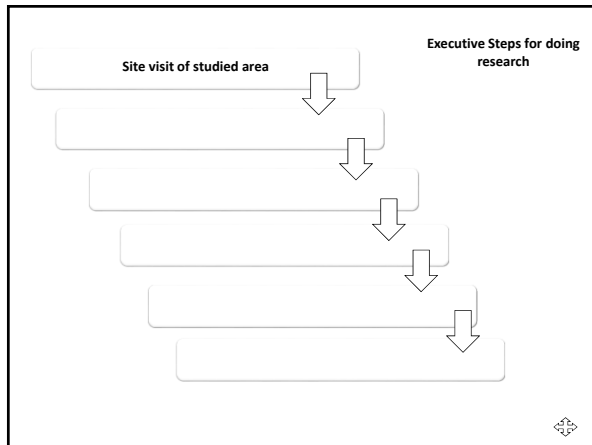 Executive Steps for doing
research
Site visit of studied area